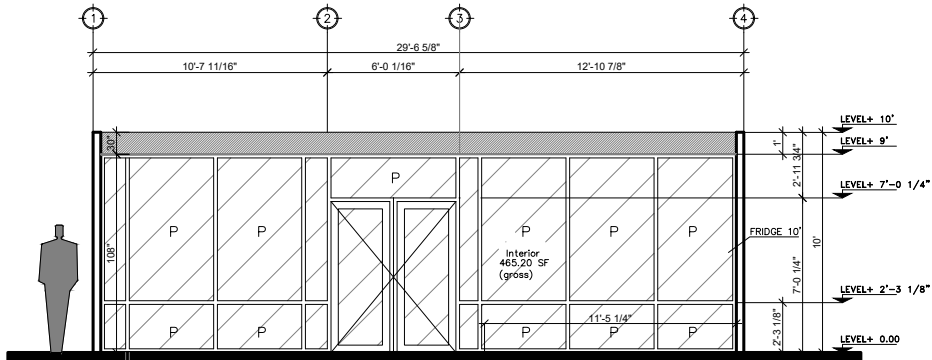 1 2 3 4
29'-6 5/8"
10'-7 11/16" 6'-0 1/16" 12'-10 7/8"
LEVEL+ 10'
30" 1'
LEVEL+ 9'
2'-11 3/4"
P
LEVEL+ 7'-0 1/4"
P P P P P
FRIDGE 10'
10'
Interior
465.20 SF
(gross)
108"
7'-0 1/4"
LEVEL+ 2'-3 1/8"
11'-5 1/4"
2'-3 1/8"
P P P P P
LEVEL+ 0.00